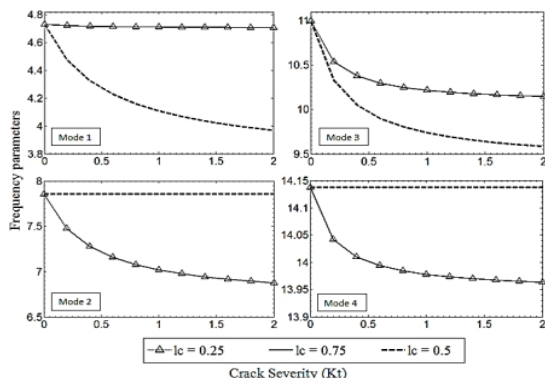 4.8
4.6
4.4
4.2
4
3.8
0 0.5 1 1.5 2
Mode 1
11
10.5
10
9.5
0 0.5 1 1.5 2
Mode 3
Frequency parameters
8
7.5
7
6.5
0 0.5 1 1.5 2
Mode 2
14.15
14.1
14.05
14
13.95
13.9
0 0.5 1 1.5 2
Mode 4
lc = 0.25 lc = 0.75 lc = 0.5
Crack Severity (Kt)